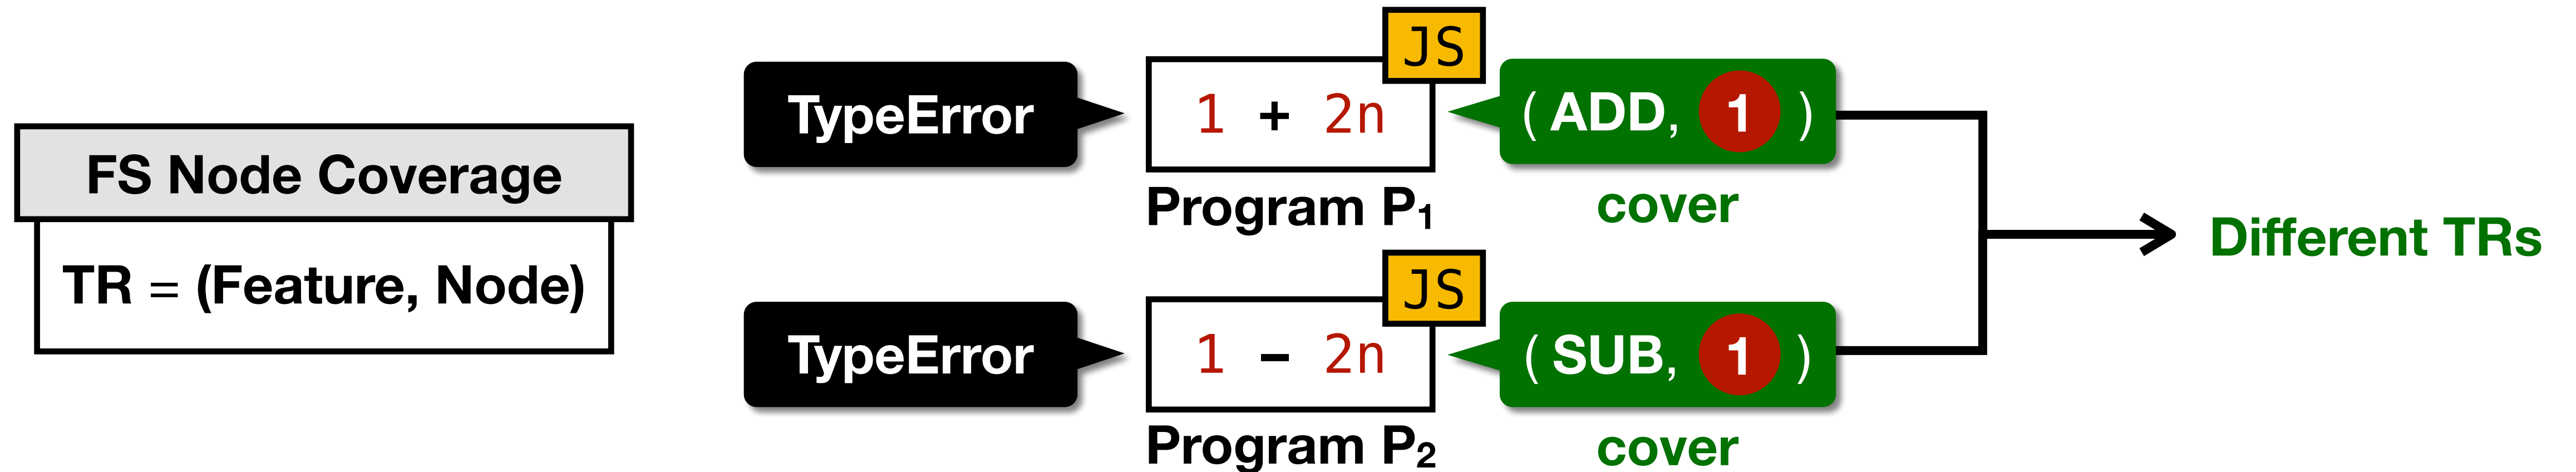 FS Node Coverage
TR = (Feature, Node)
TypeError
JS
1 + 2n
Program P₁
( ADD, 1 )
cover
TypeError
JS
1 − 2n
Program P₂
( SUB, 1 )
cover
Different TRs